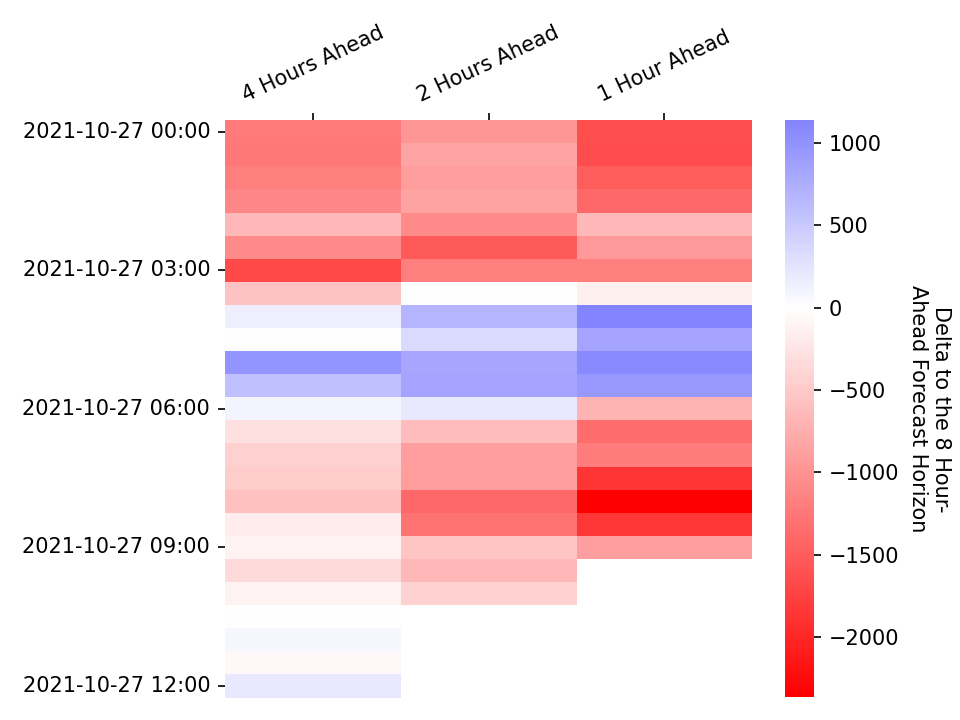 4 Hours Ahead
2 Hours Ahead
1 Hour Ahead
2021-10-27 00:00
2021-10-27 03:00
2021-10-27 06:00
2021-10-27 09:00
2021-10-27 12:00
1000
500
0
−500
−1000
−1500
−2000
Delta to the 8 Hour-
Ahead Forecast Horizon